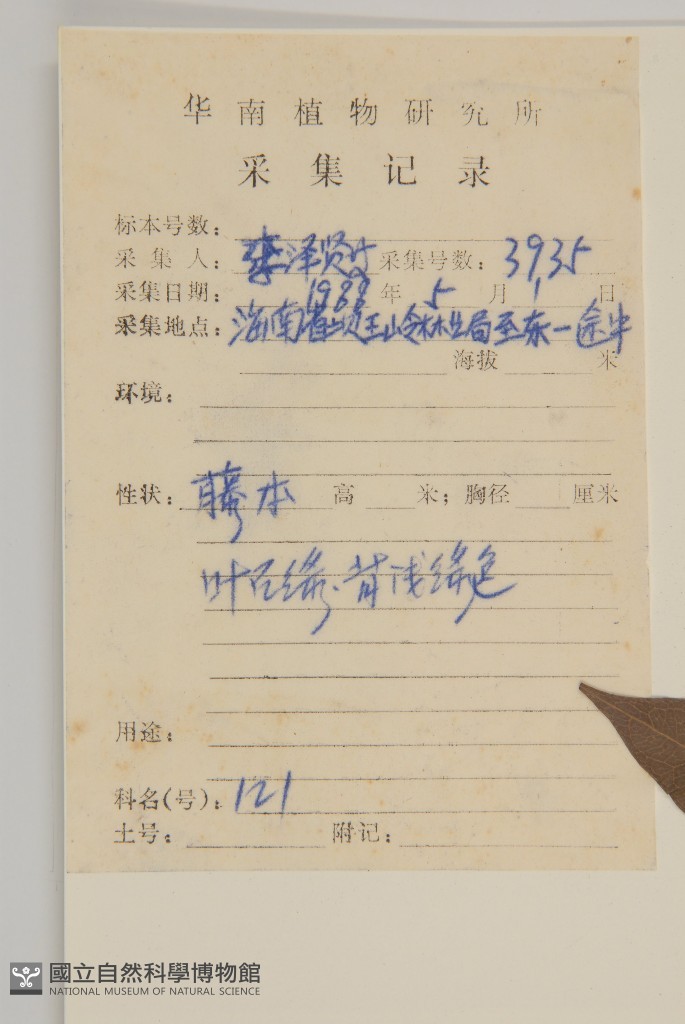 华南植物研究所
采集记录
标本号数：
采集人：李泽贤 采集号数：3935
采集日期：1988年5月1日
采集地点：海南省坝王岭林业局至东一途中
海拔 米
环境：
性状：藤本 高 米；胸径 厘米
叶面绿，背浅绿色
用途：
科名(号)：121
土号： 附记：
國立自然科學博物館
NATIONAL MUSEUM OF NATURAL SCIENCE